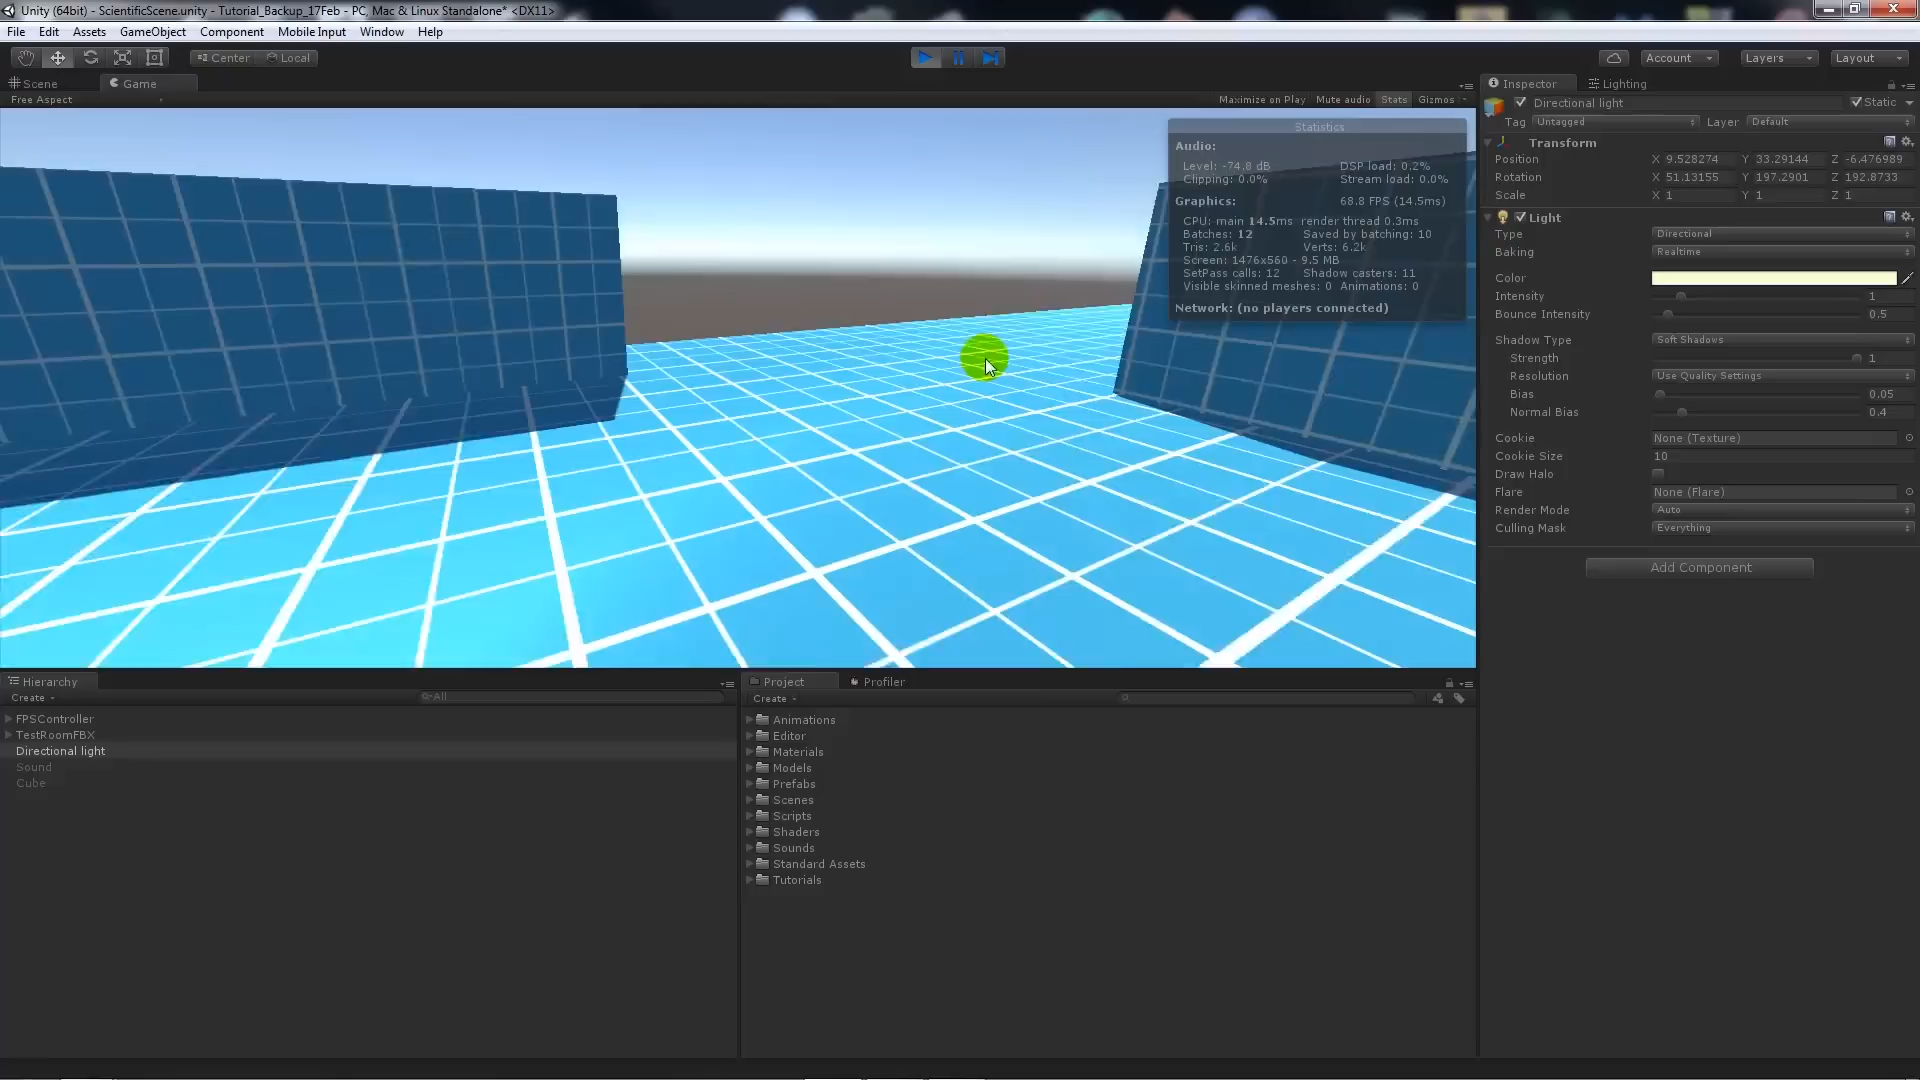 Unity (64bit) - ScientificScene.unity - Tutorial_Backup_17Feb - PC, Mac & Linux Standalone* <DX11>
File Edit Assets GameObject Component Mobile Input Window Help
Center Local Account Layers Layout
Scene Game
Free Aspect Maximize on Play Mute audio Stats Gizmos
Statistics
Audio:
Level: -74.8 dB DSP load: 0.2%
Clipping: 0.0% Stream load: 0.0%
Graphics: 68.8 FPS (14.5ms)
CPU: main 14.5ms render thread 0.3ms
Batches: 12 Saved by batching: 10
Tris: 2.6k Verts: 6.2k
Screen: 1476x560 - 9.5 MB
SetPass calls: 12 Shadow casters: 11
Visible skinned meshes: 0 Animations: 0
Network: (no players connected)
Inspector Lighting
Directional light Static
Tag Untagged Layer Default
Transform
Position X 9.528274 Y 33.29144 Z -6.476989
Rotation X 51.13155 Y 197.2901 Z 192.8733
Scale X 1 Y 1 Z 1
Light
Type Directional
Baking Realtime
Color
Intensity 1
Bounce Intensity 0.5
Shadow Type Soft Shadows
Strength 1
Resolution Use Quality Settings
Bias 0.05
Normal Bias 0.4
Cookie None (Texture)
Cookie Size 10
Draw Halo
Flare None (Flare)
Render Mode Auto
Culling Mask Everything
Add Component
Hierarchy
Create All
FPSController
TestRoomFBX
Directional light
Sound
Cube
Project Profiler
Create
Animations
Editor
Materials
Models
Prefabs
Scenes
Scripts
Shaders
Sounds
Standard Assets
Tutorials